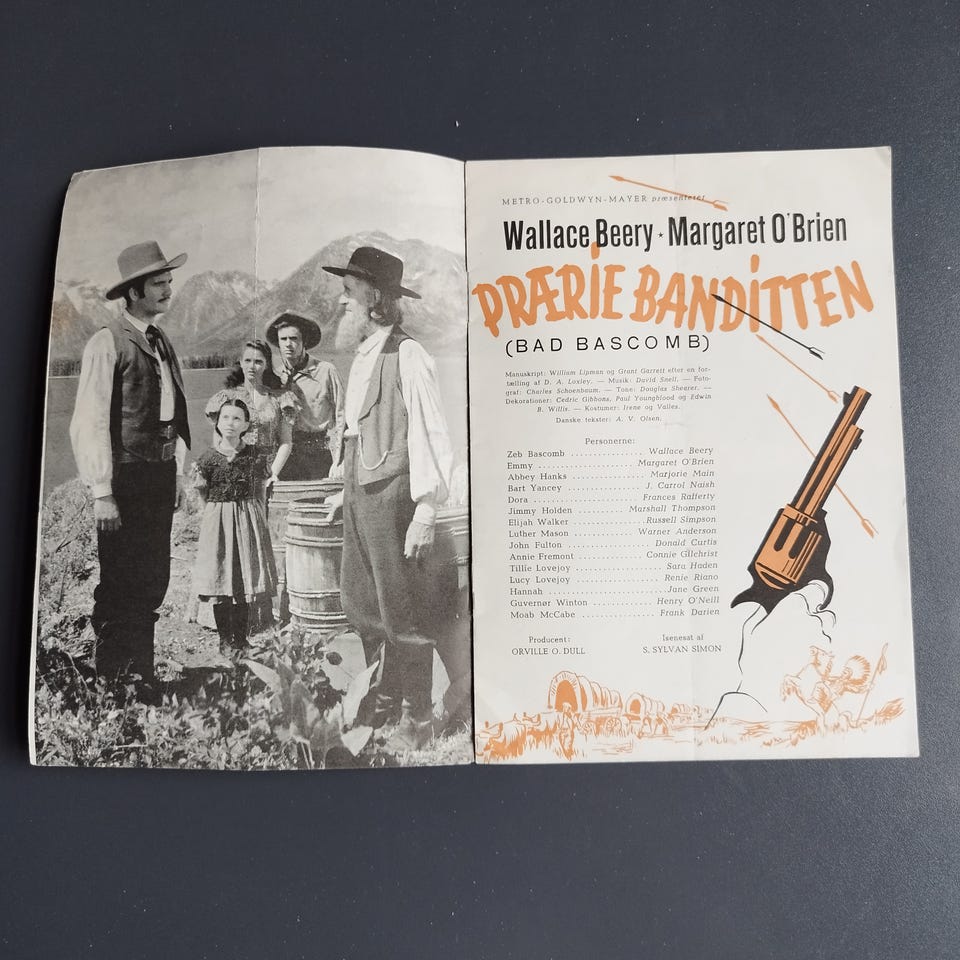 METRO-GOLDWYN-MAYER præsenterer
Wallace Beery ★ Margaret O'Brien
PRÆRIE BANDITTEN
(BAD BASCOMB)
Manuskript: William Lipman og Grant Garrett efter en for-
tælling af D. A. Loxley. — Musik: David Snell. — Foto-
graf: Charles Schoenbaum. — Tone: Douglas Shearer. —
Dekorationer: Cedric Gibbons, Paul Youngblood og Edwin
B. Willis. — Kostumer: Irene og Valles.
Danske tekster: A. V. Olsen.
Personerne:
Zeb Bascomb ................ Wallace Beery
Emmy .................... Margaret O'Brien
Abbey Hanks ................ Marjorie Main
Bart Yancey ............... J. Carrol Naish
Dora ..................... Frances Rafferty
Jimmy Holden ........... Marshall Thompson
Elijah Walker ............. Russell Simpson
Luther Mason ............. Warner Anderson
John Fulton ................. Donald Curtis
Annie Fremont ............ Connie Gilchrist
Tillie Lovejoy ................. Sara Haden
Lucy Lovejoy ................. Renie Riano
Hannah ........................ Jane Green
Guvernør Winton ............ Henry O'Neill
Moab McCabe ................ Frank Darien
Producent: Isenesat af
ORVILLE O. DULL S. SYLVAN SIMON